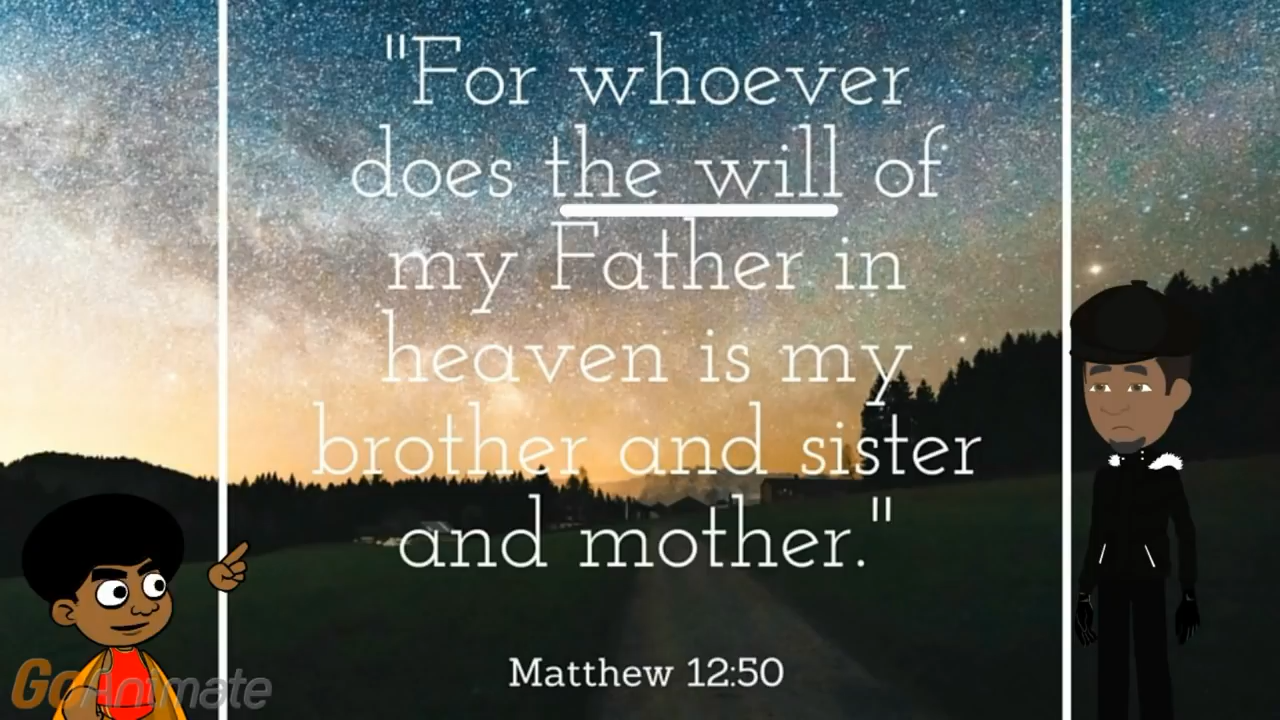 "For whoever
does the will of
my Father in
heaven is my
brother and sister
and mother."
Matthew 12:50
GoAnimate